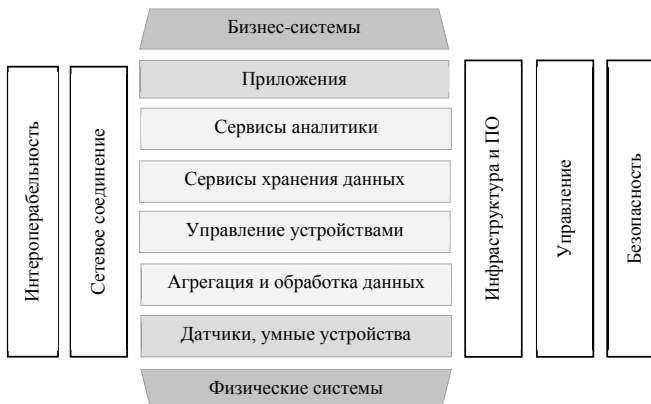 Бизнес-системы
Интероперабельность
Сетевое соединение
Приложения
Сервисы аналитики
Сервисы хранения данных
Управление устройствами
Агрегация и обработка данных
Датчики, умные устройства
Физические системы
Инфраструктура и ПО
Управление
Безопасность